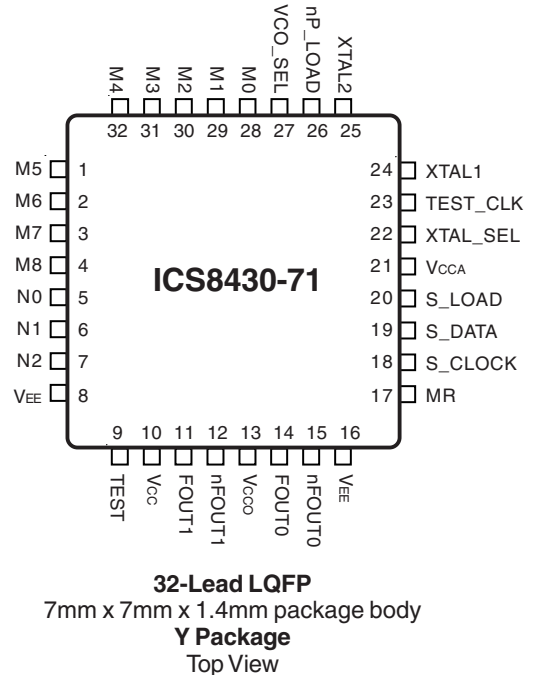 M4 M3 M2 M1 M0 VCO_SEL nP_LOAD XTAL2
32 31 30 29 28 27 26 25
M5 1 24 XTAL1
M6 2 23 TEST_CLK
M7 3 22 XTAL_SEL
M8 4 21 VCCA
ICS8430-71
N0 5 20 S_LOAD
N1 6 19 S_DATA
N2 7 18 S_CLOCK
VEE 8 17 MR
9 10 11 12 13 14 15 16
TEST VCC FOUT1 nFOUT1 VCCO FOUT0 nFOUT0 VEE
32-Lead LQFP
7mm x 7mm x 1.4mm package body
Y Package
Top View